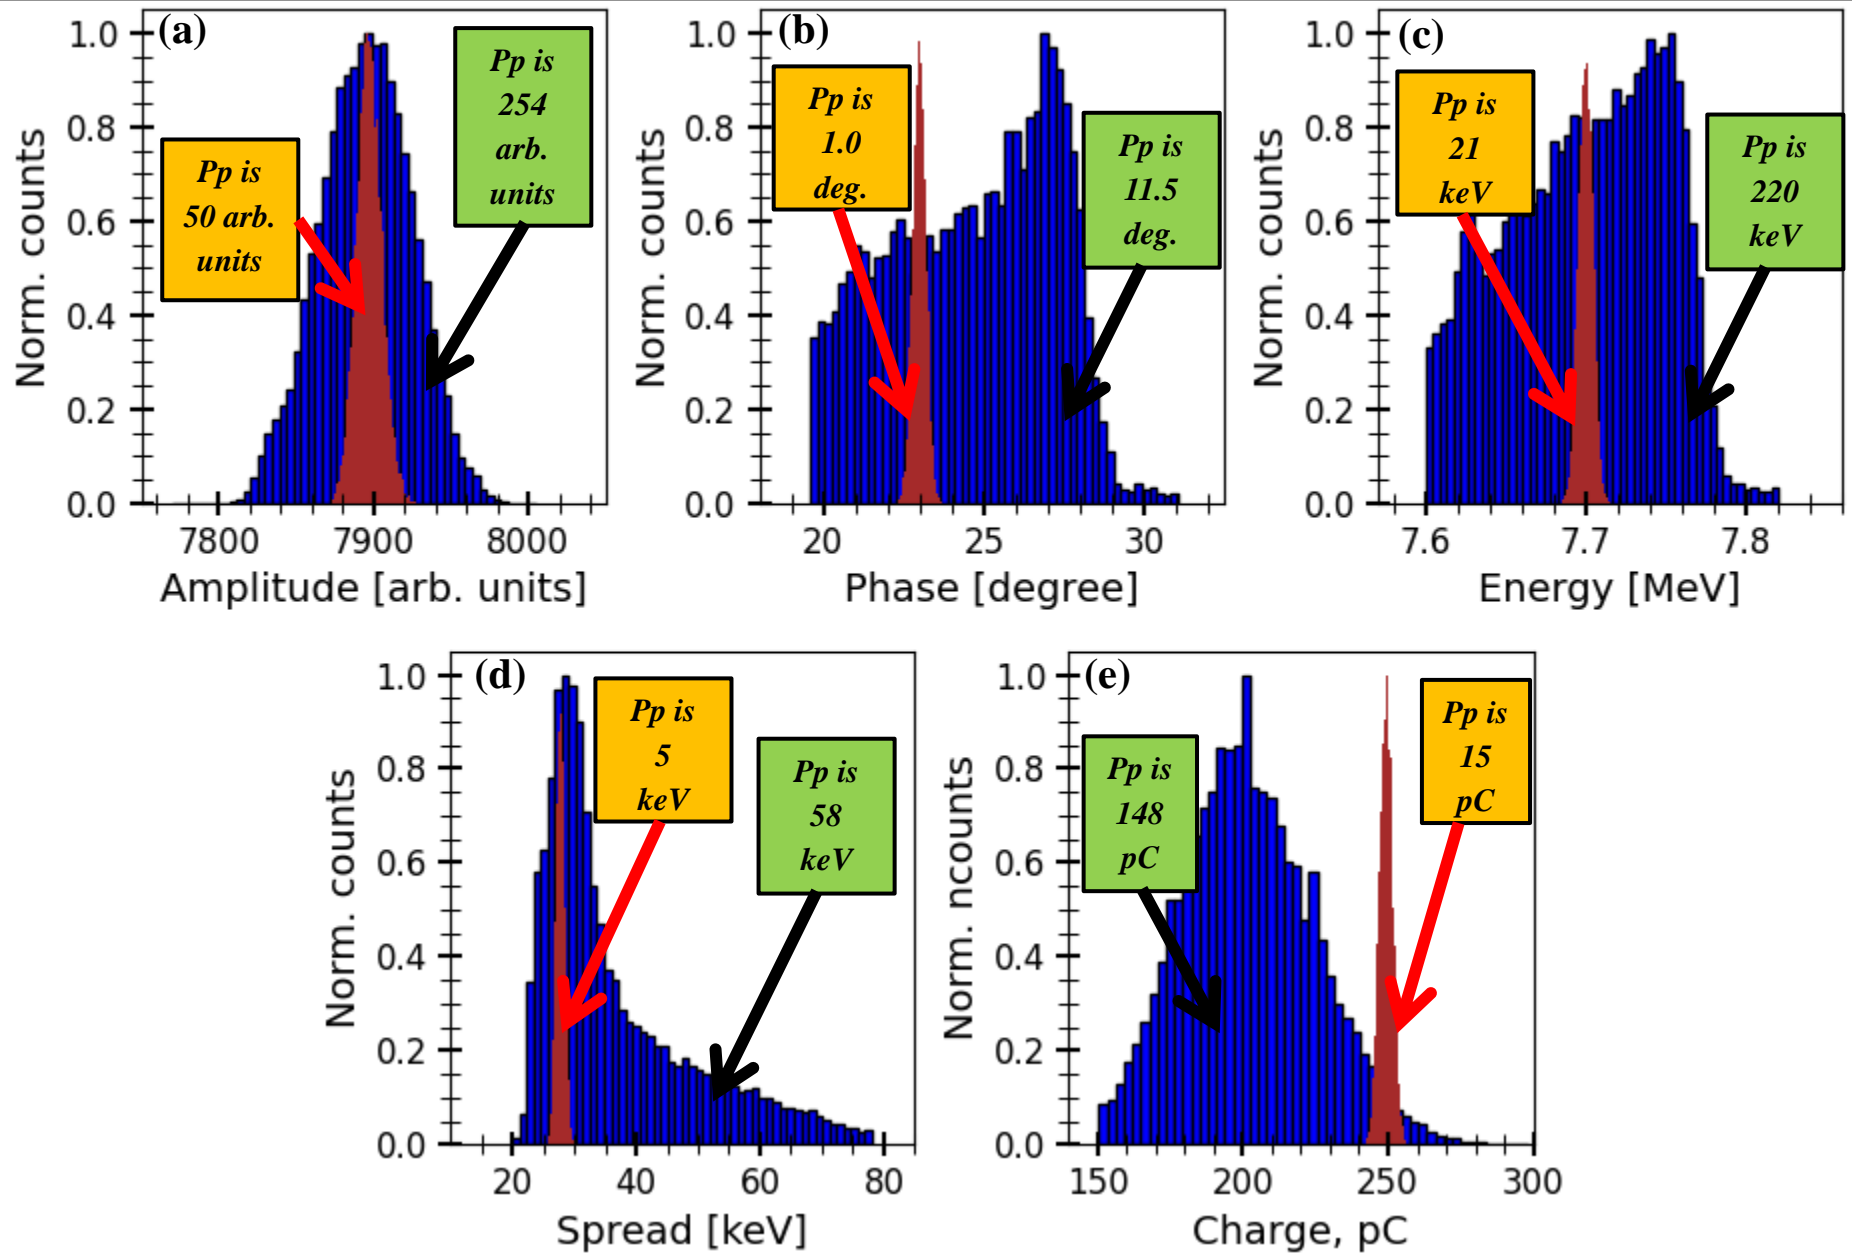 (a)
Pp is
50 arb.
units
Pp is
254
arb.
units
1.0
0.8
0.6
0.4
0.2
0.0
Norm. counts
7800 7900 8000
Amplitude [arb. units]
(b)
Pp is
1.0
deg.
Pp is
11.5
deg.
1.0
0.8
0.6
0.4
0.2
0.0
Norm. counts
20 25 30
Phase [degree]
(c)
Pp is
21
keV
Pp is
220
keV
1.0
0.8
0.6
0.4
0.2
0.0
Norm. counts
7.6 7.7 7.8
Energy [MeV]
(d)
Pp is
5
keV
Pp is
58
keV
1.0
0.8
0.6
0.4
0.2
0.0
Norm. counts
20 40 60 80
Spread [keV]
(e)
Pp is
148
pC
Pp is
15
pC
1.0
0.8
0.6
0.4
0.2
0.0
Norm. ncounts
150 200 250 300
Charge, pC